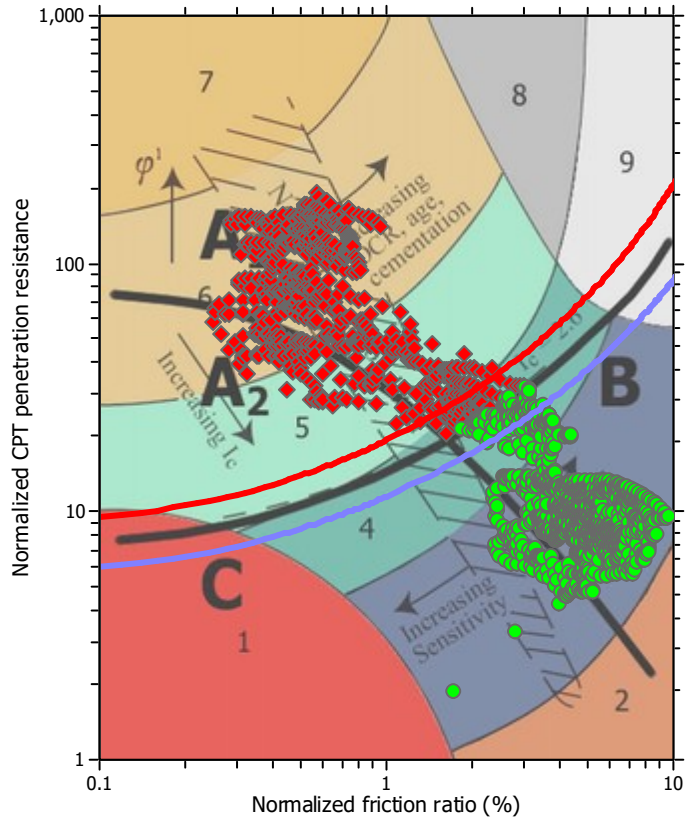 1,000
7
8
φ¹
9
Increasing
OCR, age,
cementation
A
100
6
A2
Increasing Ic
5
B
10
4
C
1
Increasing
Sensitivity
2
1
0.1
1
10
Normalized CPT penetration resistance
Normalized friction ratio (%)